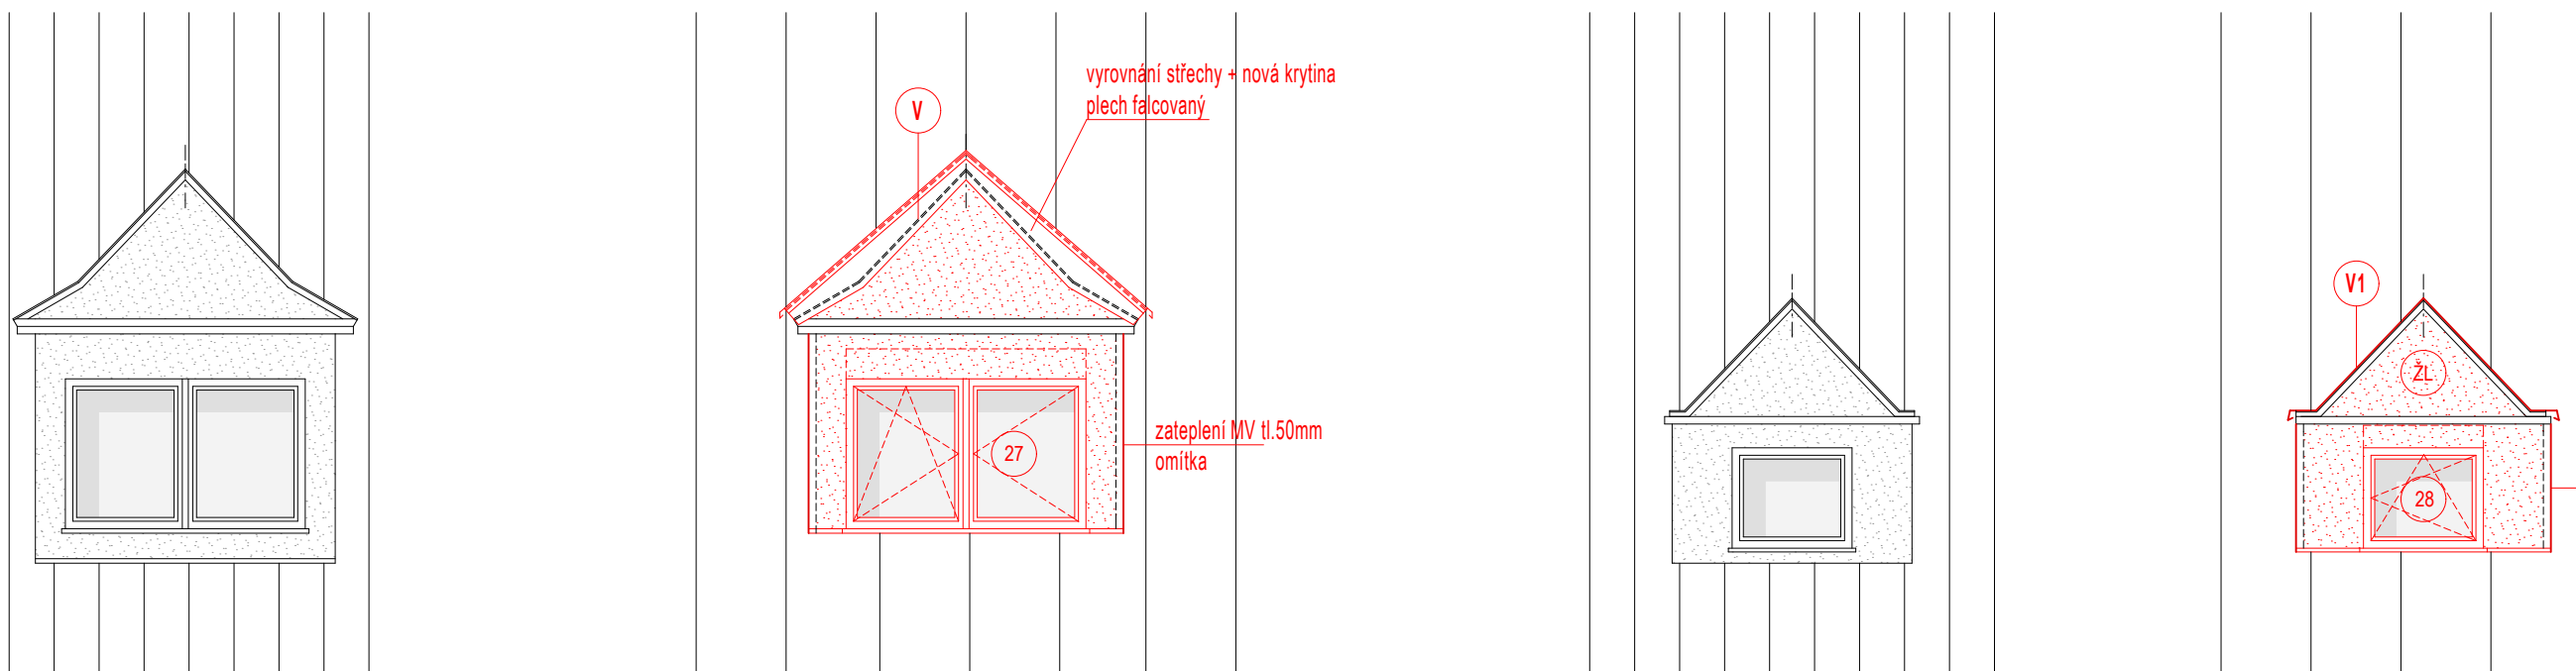 vyrovnání střechy + nová krytina
plech falcovaný
V
27
zateplení MV tl.50mm
omítka
V1
ŽL
28